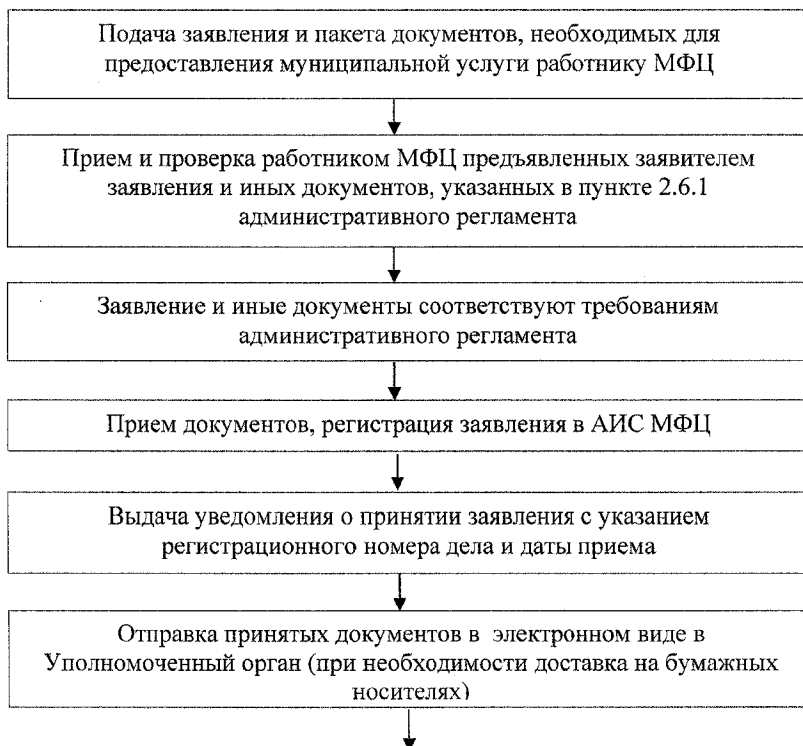 Подача заявления и пакета документов, необходимых для
предоставления муниципальной услуги работнику МФЦ
Прием и проверка работником МФЦ предъявленных заявителем
заявления и иных документов, указанных в пункте 2.6.1
административного регламента
Заявление и иные документы соответствуют требованиям
административного регламента
Прием документов, регистрация заявления в АИС МФЦ
Выдача уведомления о принятии заявления с указанием
регистрационного номера дела и даты приема
Отправка принятых документов в электронном виде в
Уполномоченный орган (при необходимости доставка на бумажных
носителях)